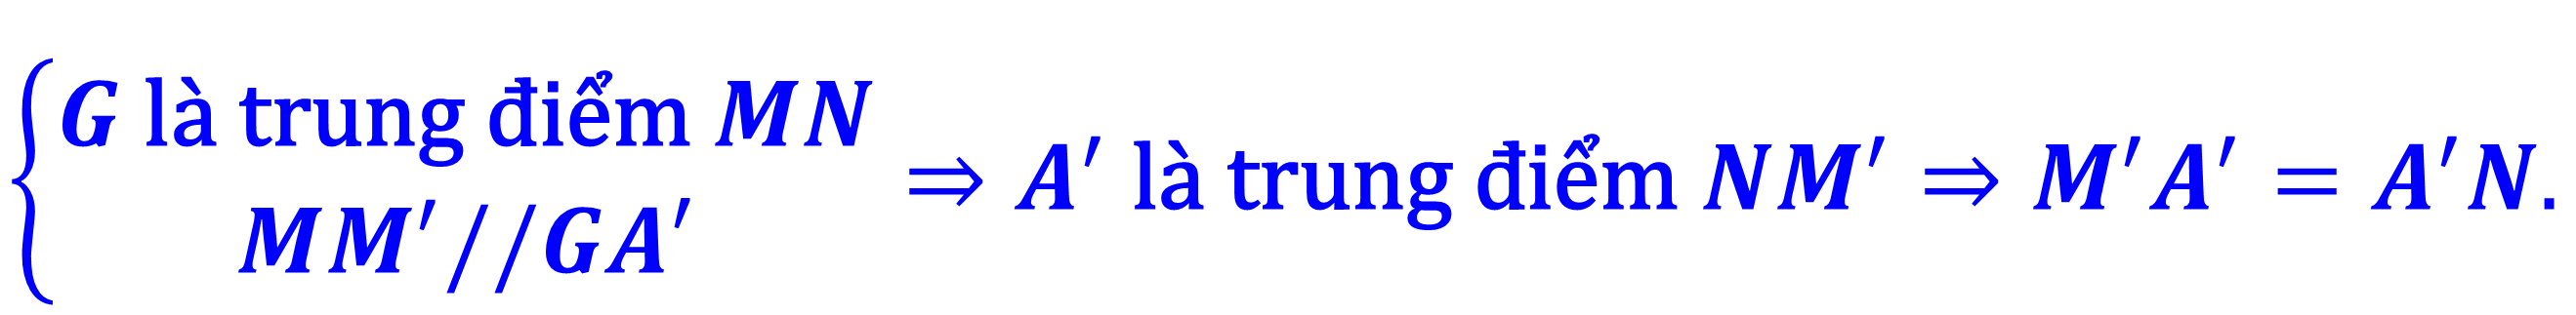 G là trung điểm MN
MM′//GA′
⇒ A′ là trung điểm NM′ ⇒ M′A′ = A′N.